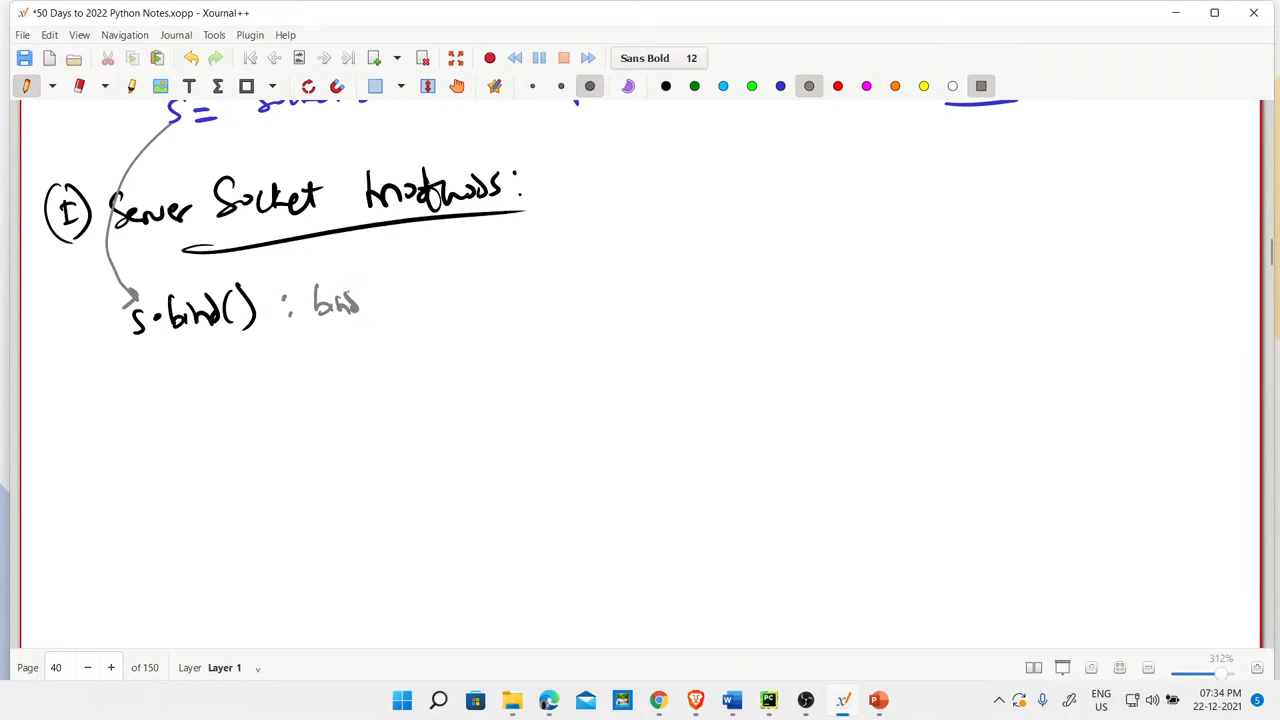 *50 Days to 2022 Python Notes.xopp - Xournal++
File Edit View Navigation Journal Tools Plugin Help
Sans Bold 12
S =
I Server Socket Methods:
s.bind() : bind
Page 40 of 150 Layer Layer 1
312%
ENG
US
07:34 PM
22-12-2021
5